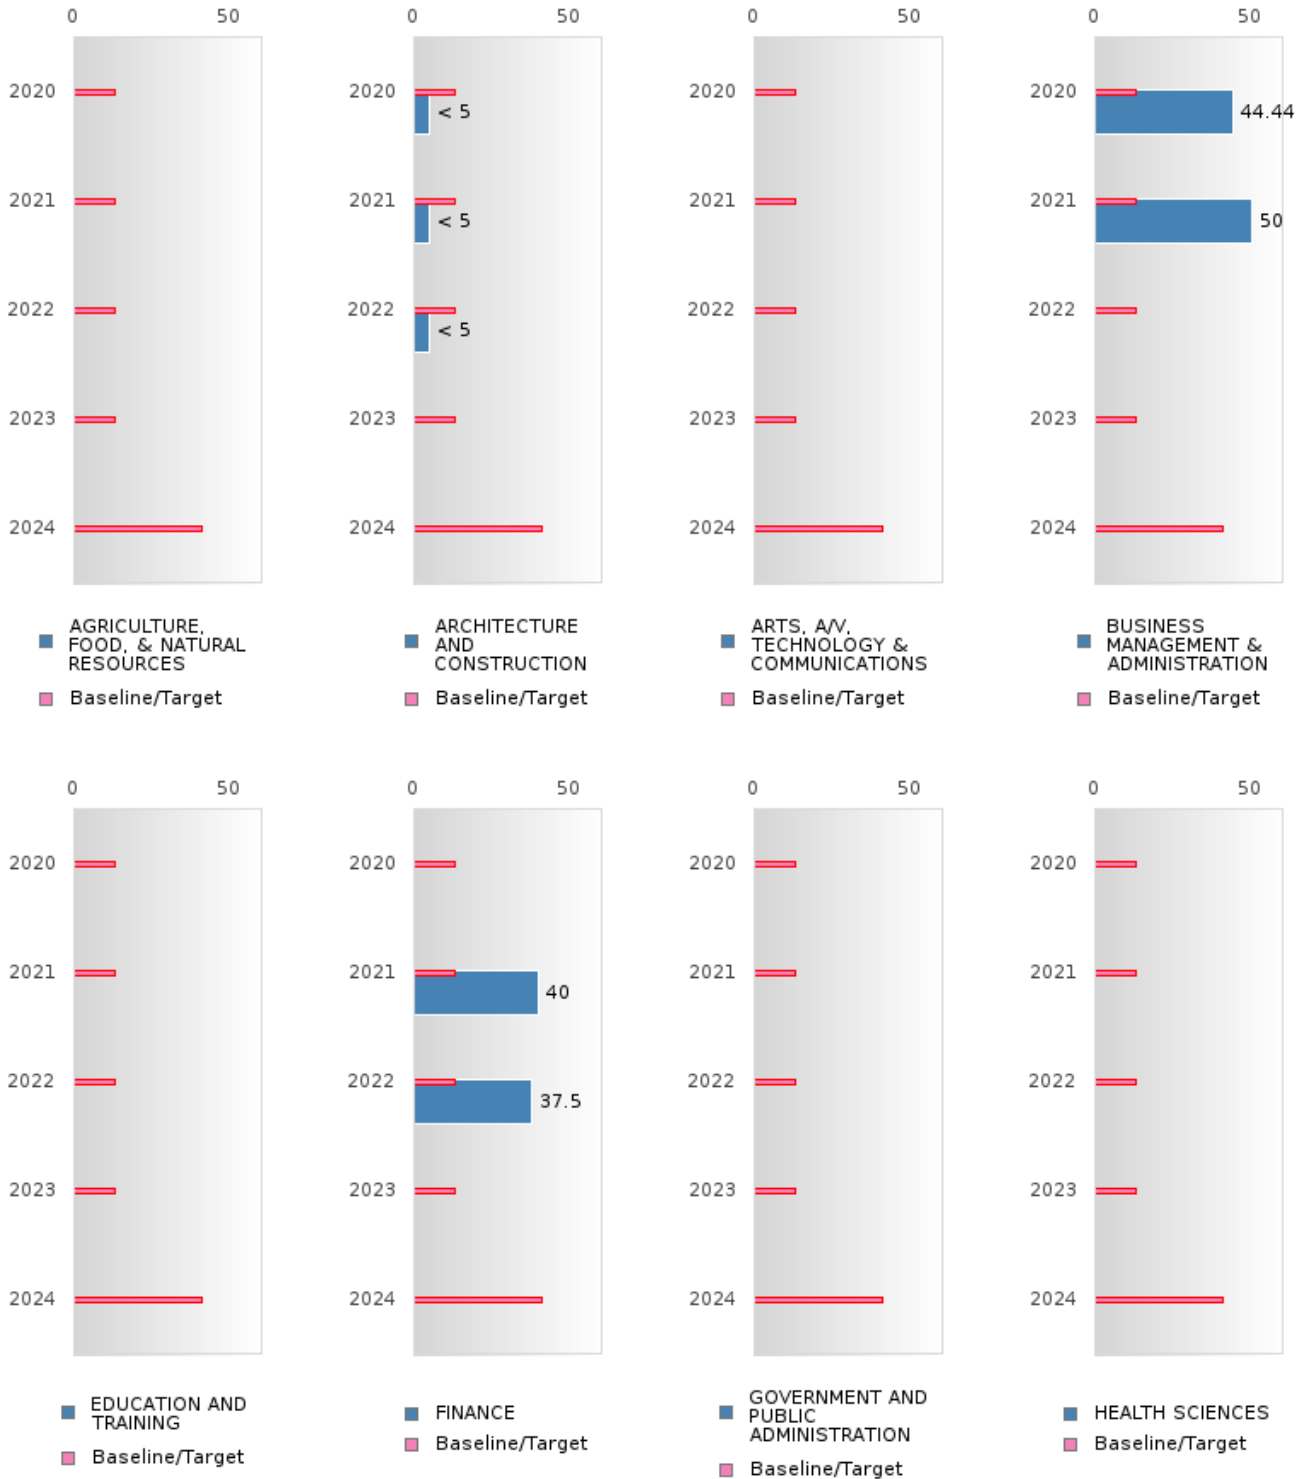 0 50
2020
2021
2022
2023
2024
AGRICULTURE,
FOOD, & NATURAL
RESOURCES
Baseline/Target
0 50
2020
< 5
2021
< 5
2022
< 5
2023
2024
ARCHITECTURE
AND
CONSTRUCTION
Baseline/Target
0 50
2020
2021
2022
2023
2024
ARTS, A/V,
TECHNOLOGY &
COMMUNICATIONS
Baseline/Target
0 50
2020
44.44
2021
50
2022
2023
2024
BUSINESS
MANAGEMENT &
ADMINISTRATION
Baseline/Target
0 50
2020
2021
2022
2023
2024
EDUCATION AND
TRAINING
Baseline/Target
0 50
2020
2021
40
2022
37.5
2023
2024
FINANCE
Baseline/Target
0 50
2020
2021
2022
2023
2024
GOVERNMENT AND
PUBLIC
ADMINISTRATION
Baseline/Target
0 50
2020
2021
2022
2023
2024
HEALTH SCIENCES
Baseline/Target